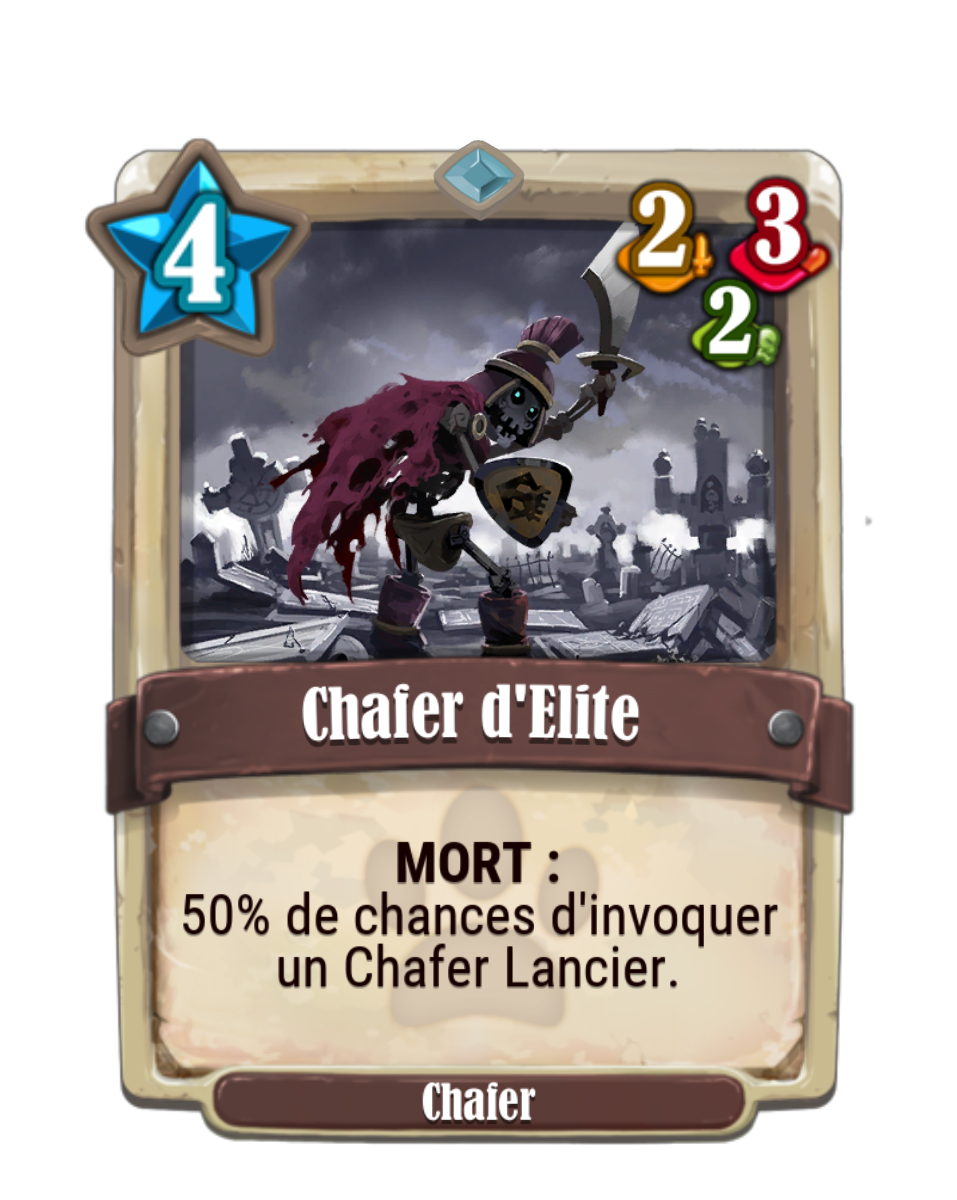 4
2
3
2
Chafer d'Elite
MORT :
50% de chances d'invoquer
un Chafer Lancier.
Chafer